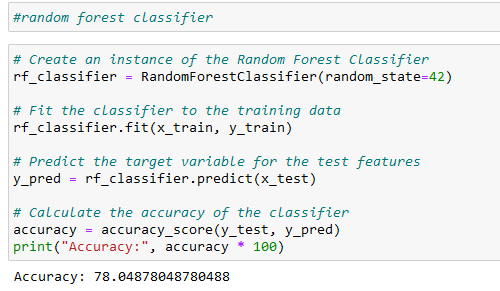 #random forest classifier
# Create an instance of the Random Forest Classifier
rf_classifier = RandomForestClassifier(random_state=42)
# Fit the classifier to the training data
rf_classifier.fit(x_train, y_train)
# Predict the target variable for the test features
y_pred = rf_classifier.predict(x_test)
# Calculate the accuracy of the classifier
accuracy = accuracy_score(y_test, y_pred)
print("Accuracy:", accuracy * 100)
Accuracy: 78.04878048780488